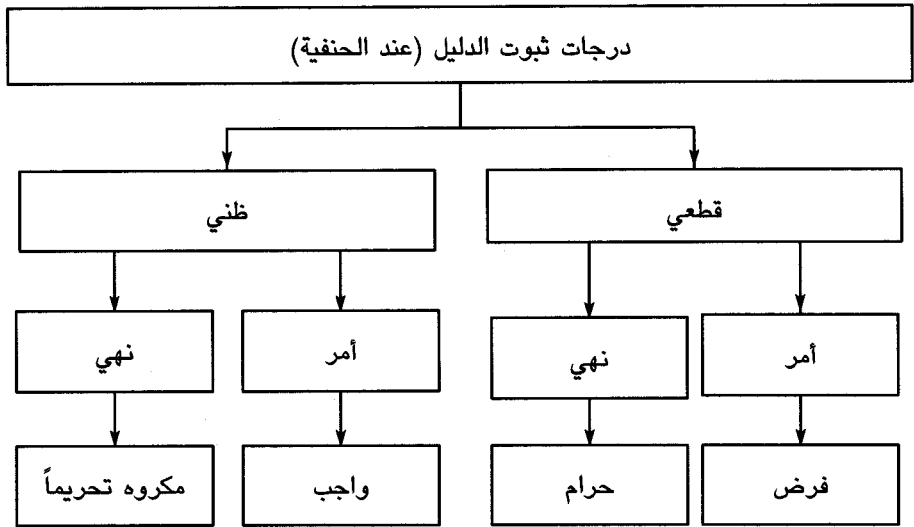 درجات ثبوت الدليل (عند الحنفية)
قطعي
ظني
أمر
نهي
أمر
نهي
فرض
حرام
واجب
مكروه تحريماً